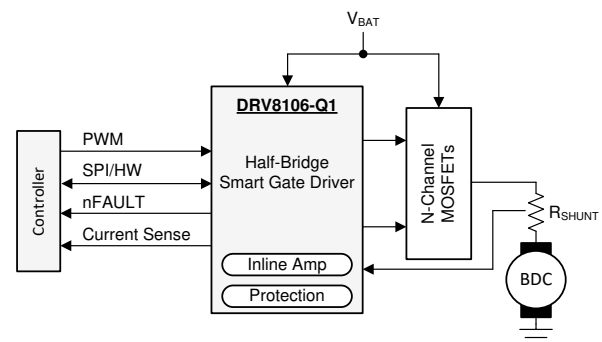 VBAT
DRV8106-Q1
Half-Bridge
Smart Gate Driver
Inline Amp
Protection
Controller
PWM
SPI/HW
nFAULT
Current Sense
N-Channel
MOSFETs
RSHUNT
BDC